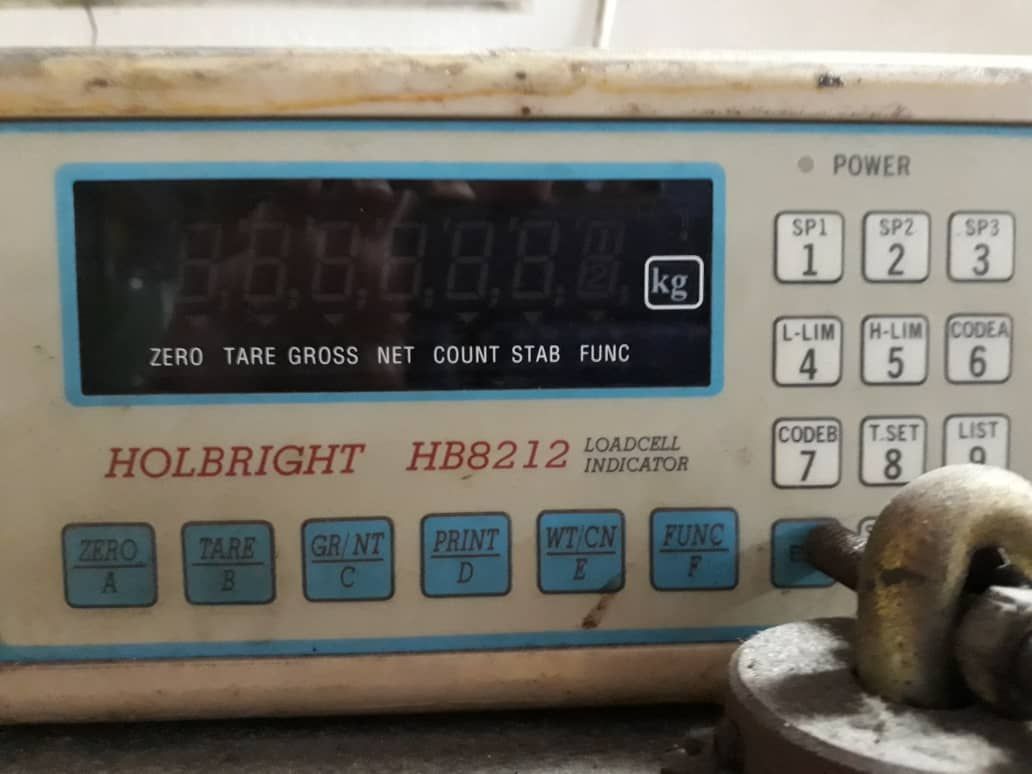 POWER
SP1 SP2 SP3
1 2 3
kg
L-LIM H-LIM CODEA
4 5 6
ZERO TARE GROSS NET COUNT STAB FUNC
CODEB T.SET LIST
7 8 9
HOLBRIGHT HB8212 LOADCELL
INDICATOR
ZERO TARE GR/NT PRINT WT/CN FUNC
A B C D E F